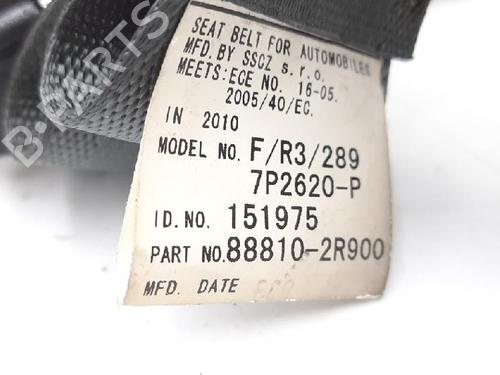 SEAT BELT FOR AUTOMOBILES
MFD. BY SSCZ s.r.o.
MEETS:ECE NO. 16-05.
2005/40/EC.
IN 2010
MODEL NO. F/R3/289
7P2620-P
ID.NO. 151975
PART NO.88810-2R900
MFD. DATE